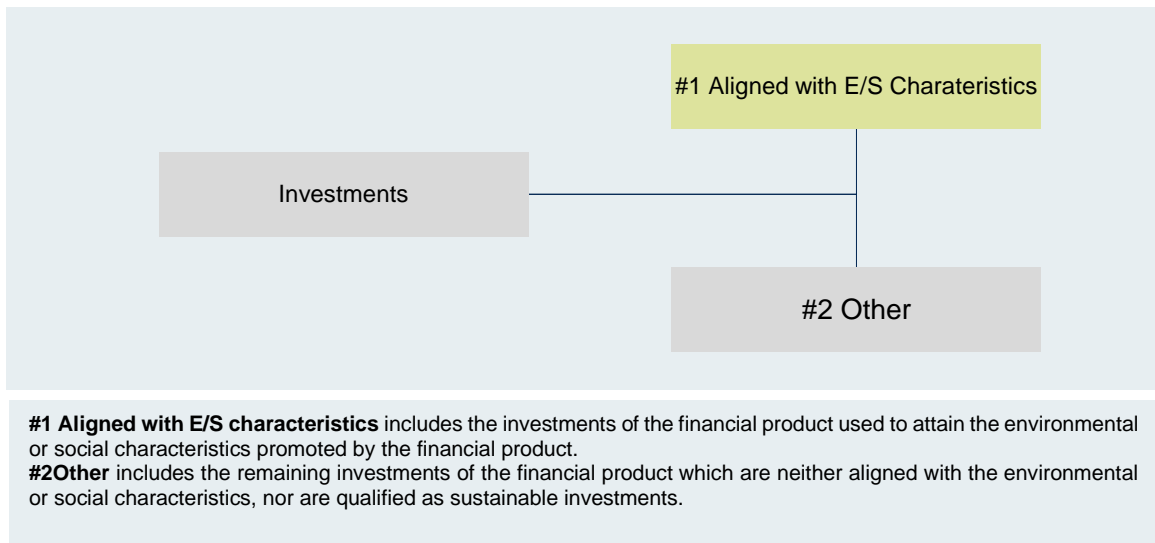 #1 Aligned with E/S Charateristics
Investments
#2 Other
#1 Aligned with E/S characteristics includes the investments of the financial product used to attain the environmental
or social characteristics promoted by the financial product.
#2Other includes the remaining investments of the financial product which are neither aligned with the environmental
or social characteristics, nor are qualified as sustainable investments.